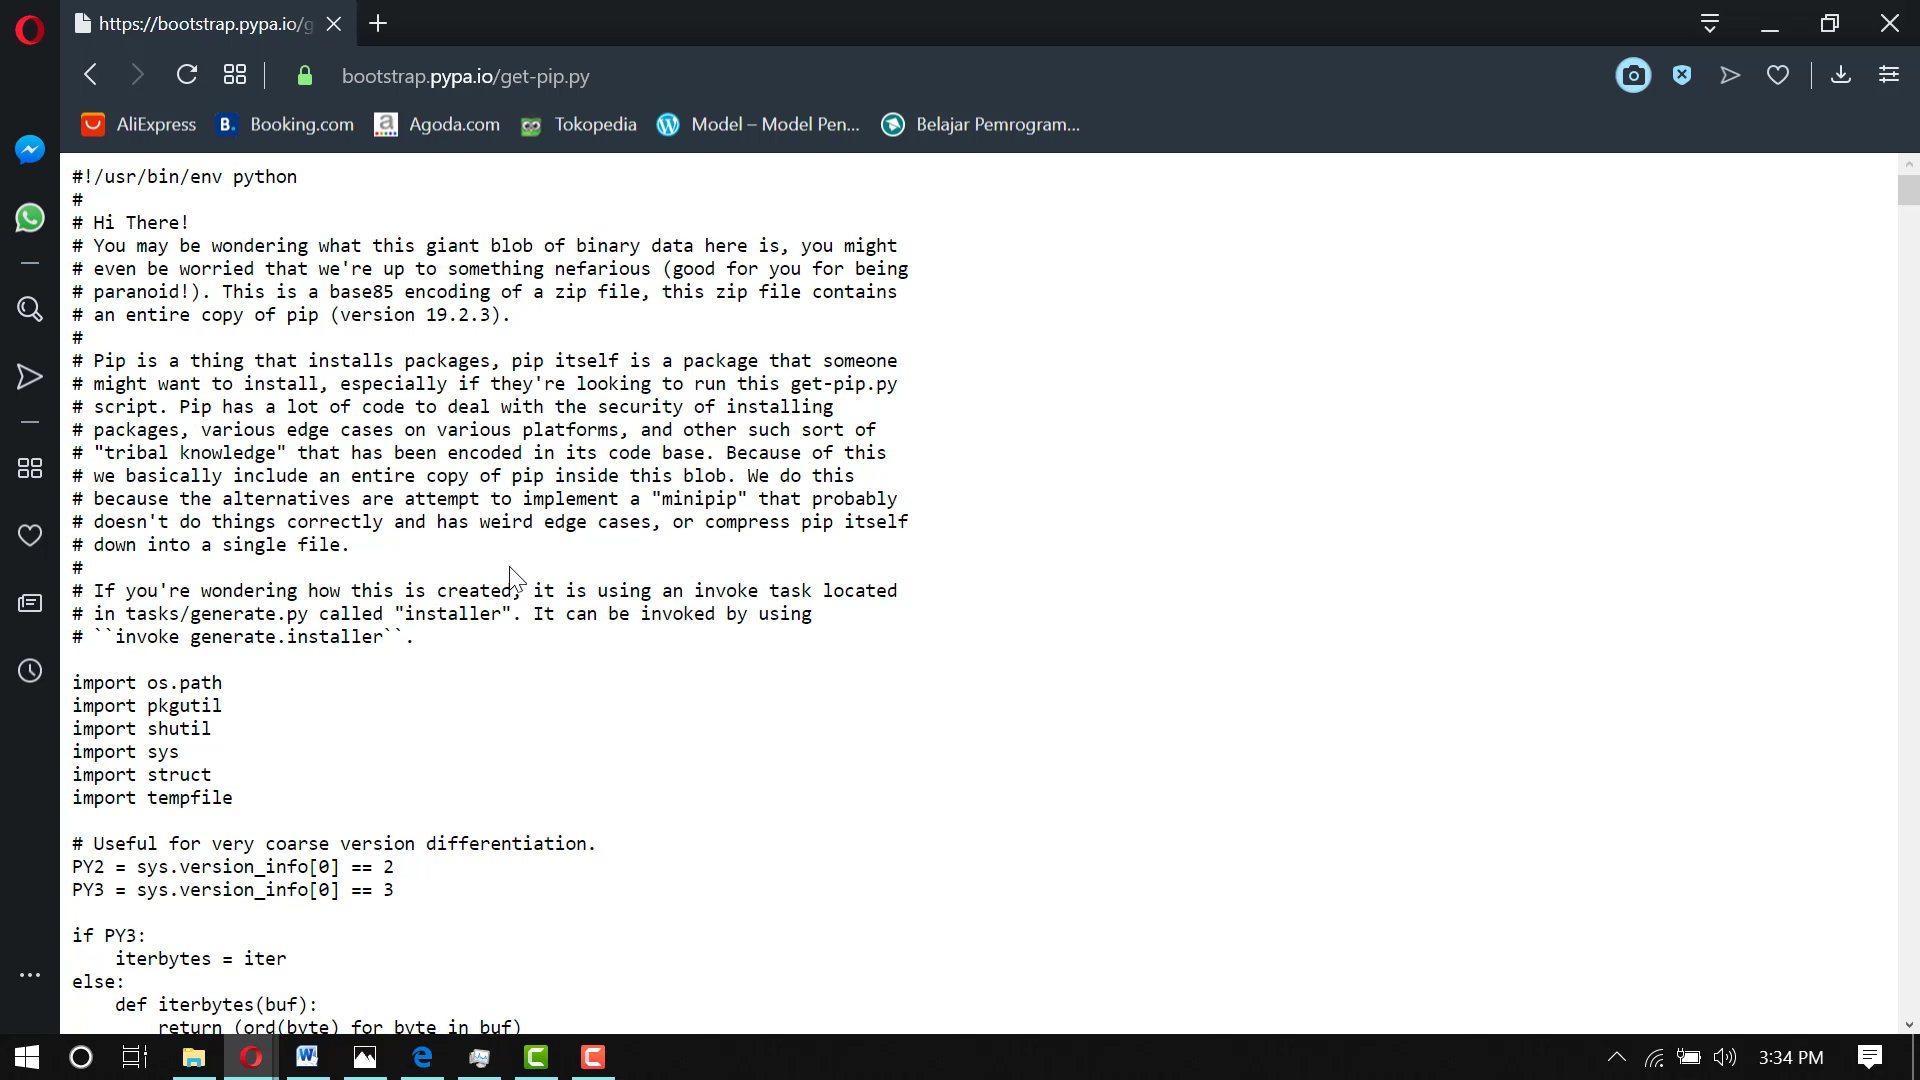 https://bootstrap.pypa.io/g
bootstrap.pypa.io/get-pip.py
AliExpress
B. Booking.com
a Agoda.com
Tokopedia
Model – Model Pen...
Belajar Pemrogram...
#!/usr/bin/env python
#
# Hi There!
# You may be wondering what this giant blob of binary data here is, you might
# even be worried that we're up to something nefarious (good for you for being
# paranoid!). This is a base85 encoding of a zip file, this zip file contains
# an entire copy of pip (version 19.2.3).
#
# Pip is a thing that installs packages, pip itself is a package that someone
# might want to install, especially if they're looking to run this get-pip.py
# script. Pip has a lot of code to deal with the security of installing
# packages, various edge cases on various platforms, and other such sort of
# "tribal knowledge" that has been encoded in its code base. Because of this
# we basically include an entire copy of pip inside this blob. We do this
# because the alternatives are attempt to implement a "minipip" that probably
# doesn't do things correctly and has weird edge cases, or compress pip itself
# down into a single file.
#
# If you're wondering how this is created, it is using an invoke task located
# in tasks/generate.py called "installer". It can be invoked by using
# ``invoke generate.installer``.
import os.path
import pkgutil
import shutil
import sys
import struct
import tempfile
# Useful for very coarse version differentiation.
PY2 = sys.version_info[0] == 2
PY3 = sys.version_info[0] == 3
if PY3:
    iterbytes = iter
else:
    def iterbytes(buf):
        return (ord(byte) for byte in buf)
3:34 PM